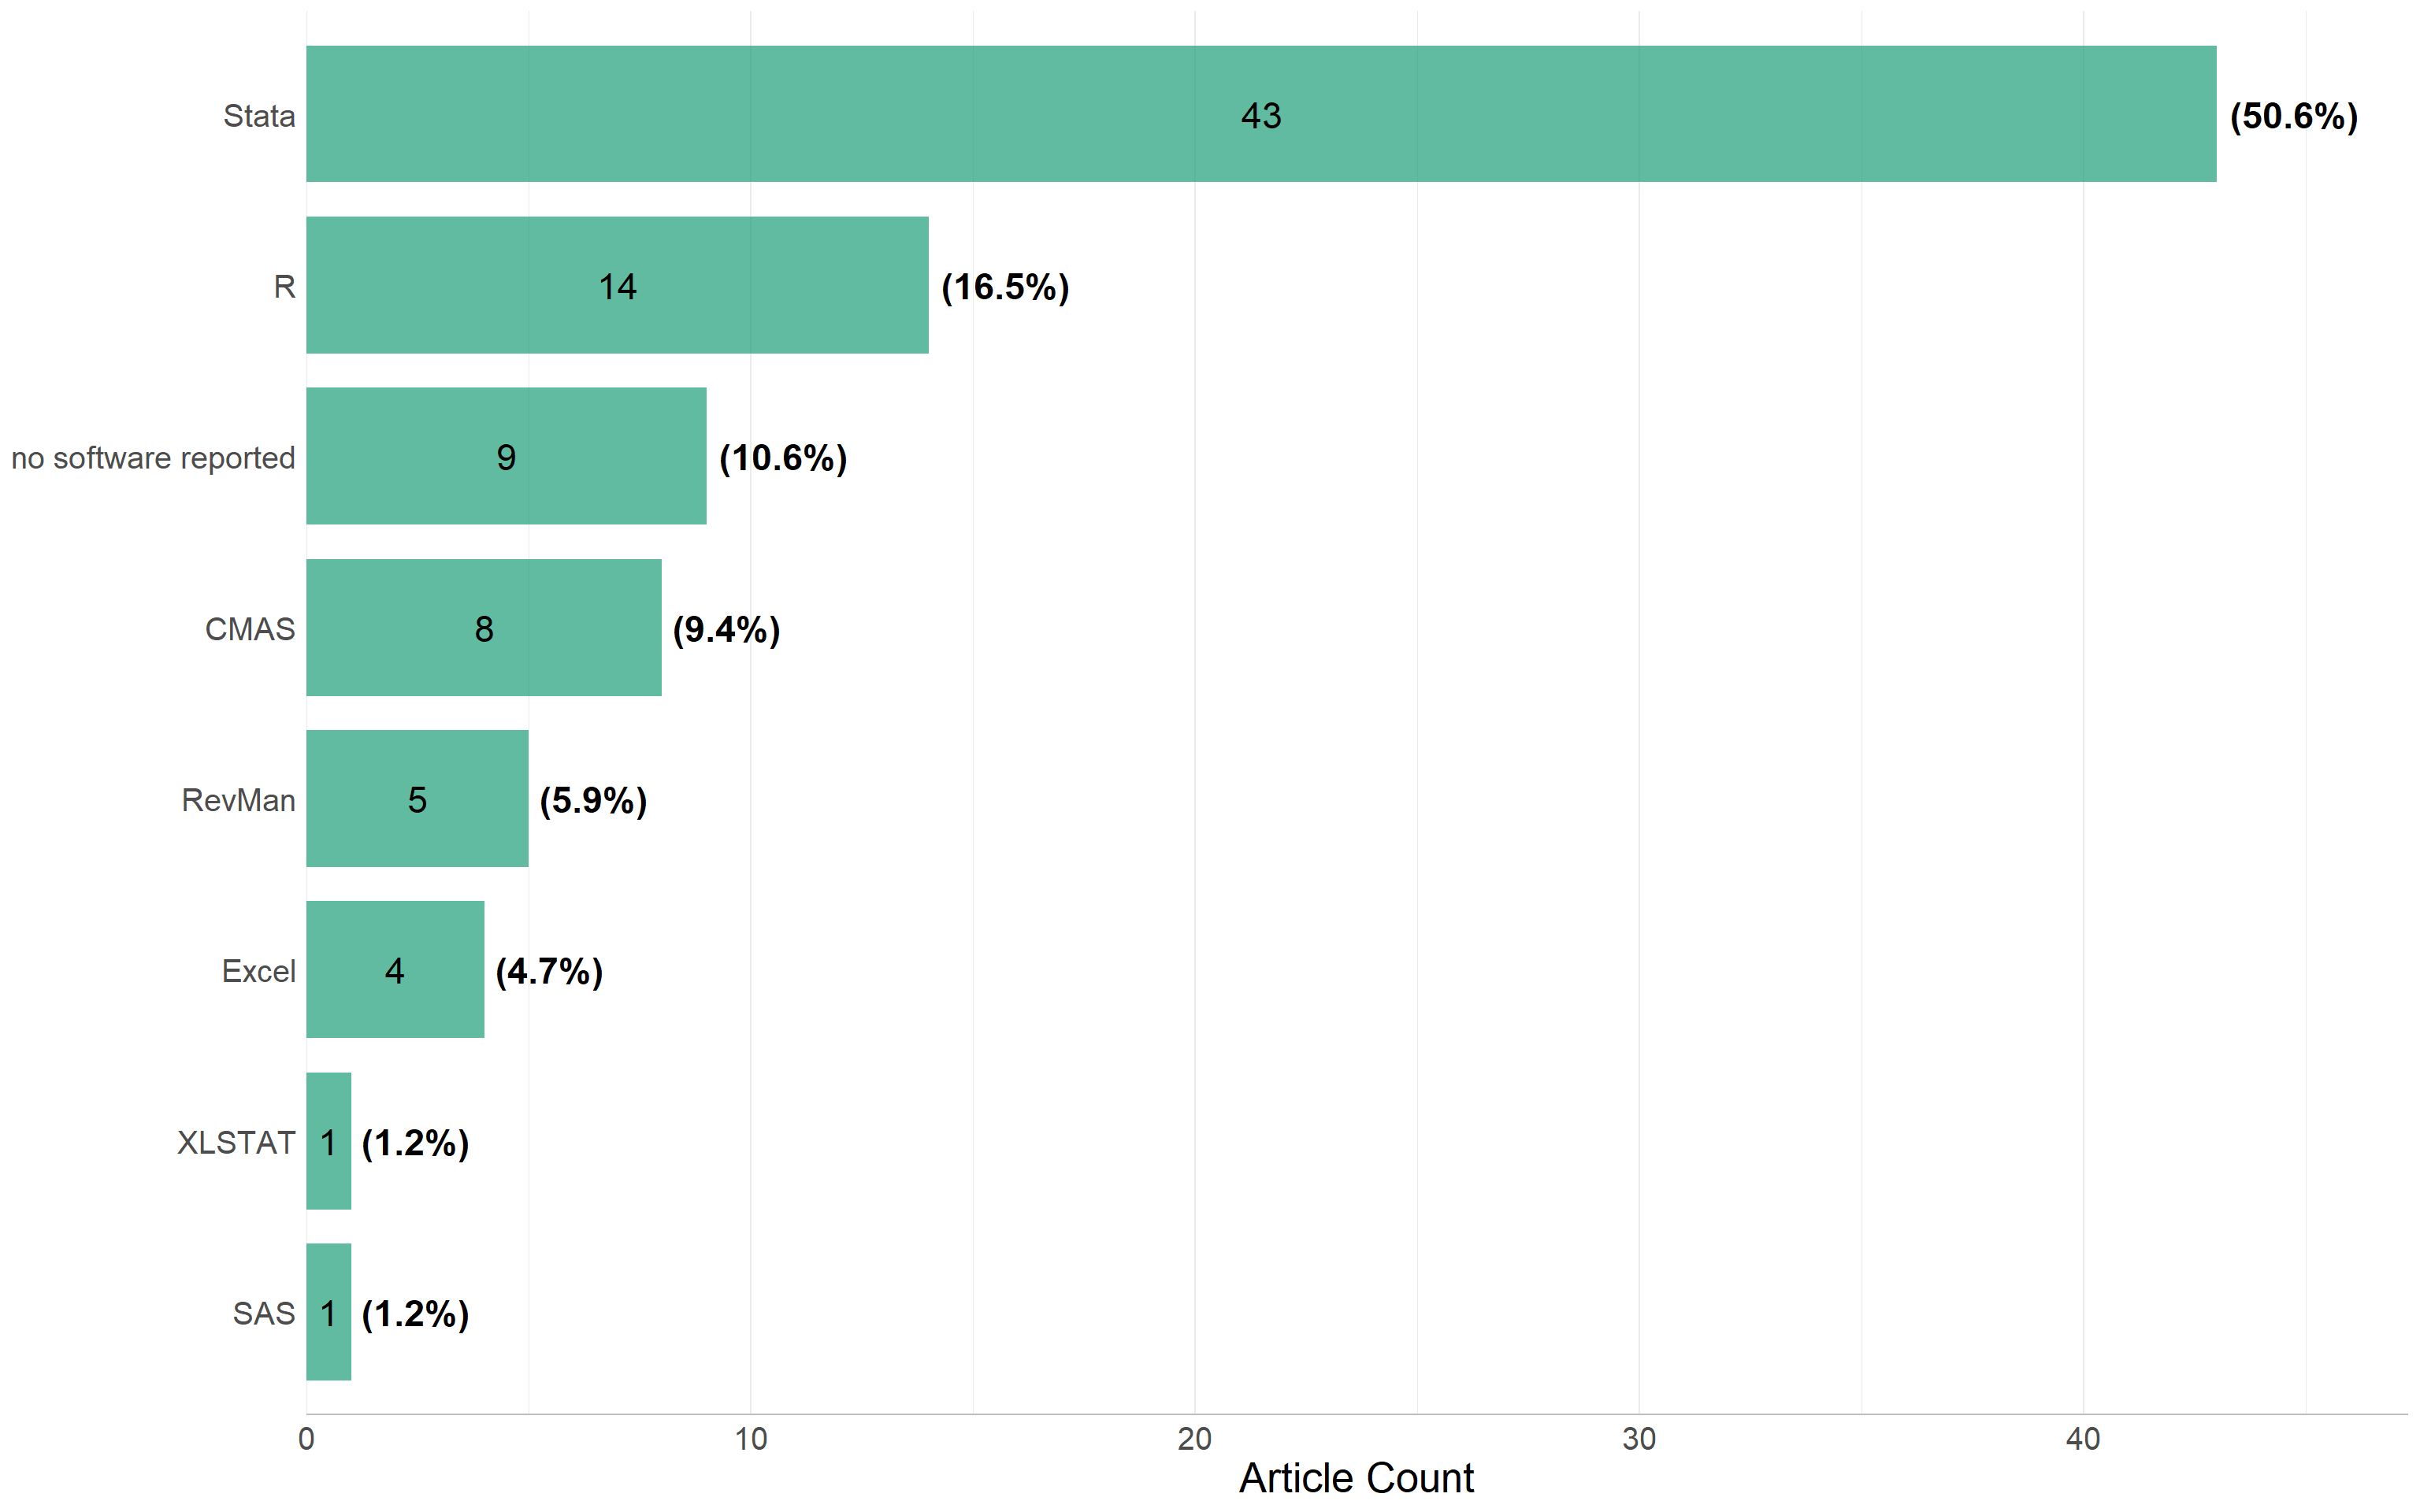 Stata 43 (50.6%)
R 14 (16.5%)
no software reported 9 (10.6%)
CMAS 8 (9.4%)
RevMan 5 (5.9%)
Excel 4 (4.7%)
XLSTAT 1 (1.2%)
SAS 1 (1.2%)
0 10 20 30 40
Article Count